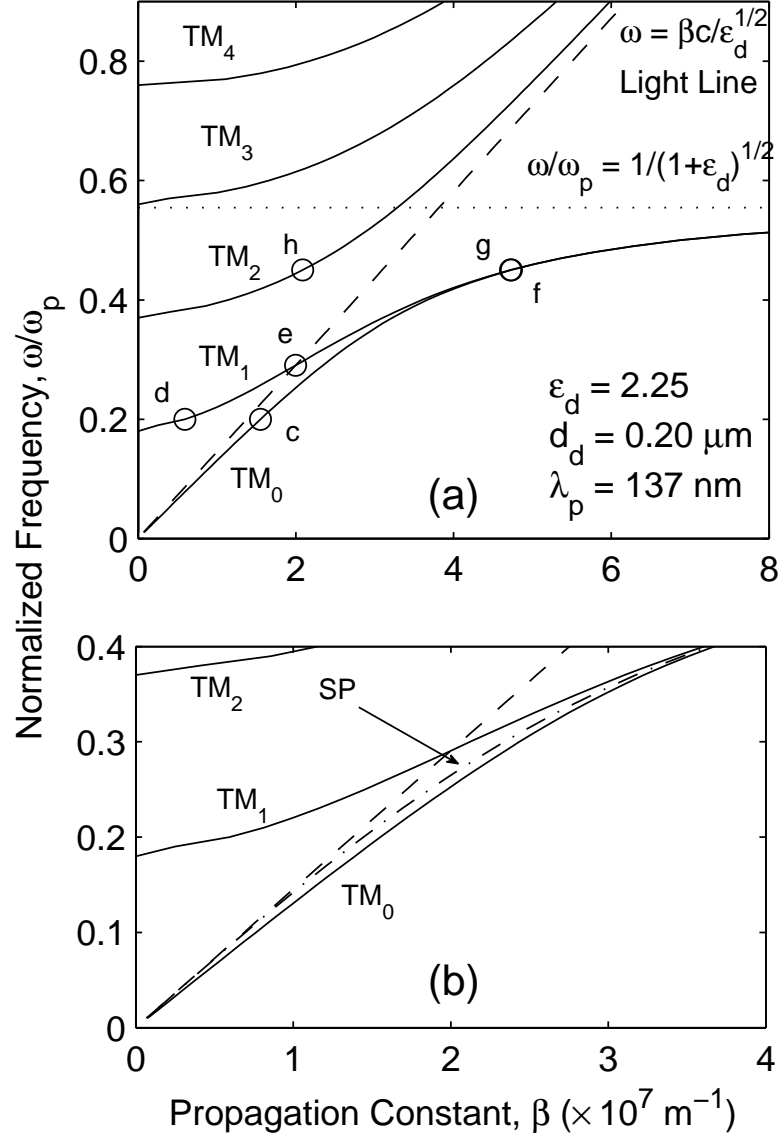 0.8
0.6
0.4
0.2
0
0 2 4 6 8
TM4
TM3
TM2
TM1
TM0
ω = βc/εd^1/2
Light Line
ω/ωp = 1/(1+εd)^1/2
h
g
f
e
d
c
εd = 2.25
dd = 0.20 μm
λp = 137 nm
(a)
Normalized Frequency, ω/ωp
0.4
0.3
0.2
0.1
0
TM2
SP
TM1
TM0
(b)
0 1 2 3 4
Propagation Constant, β (× 10^7 m^−1)